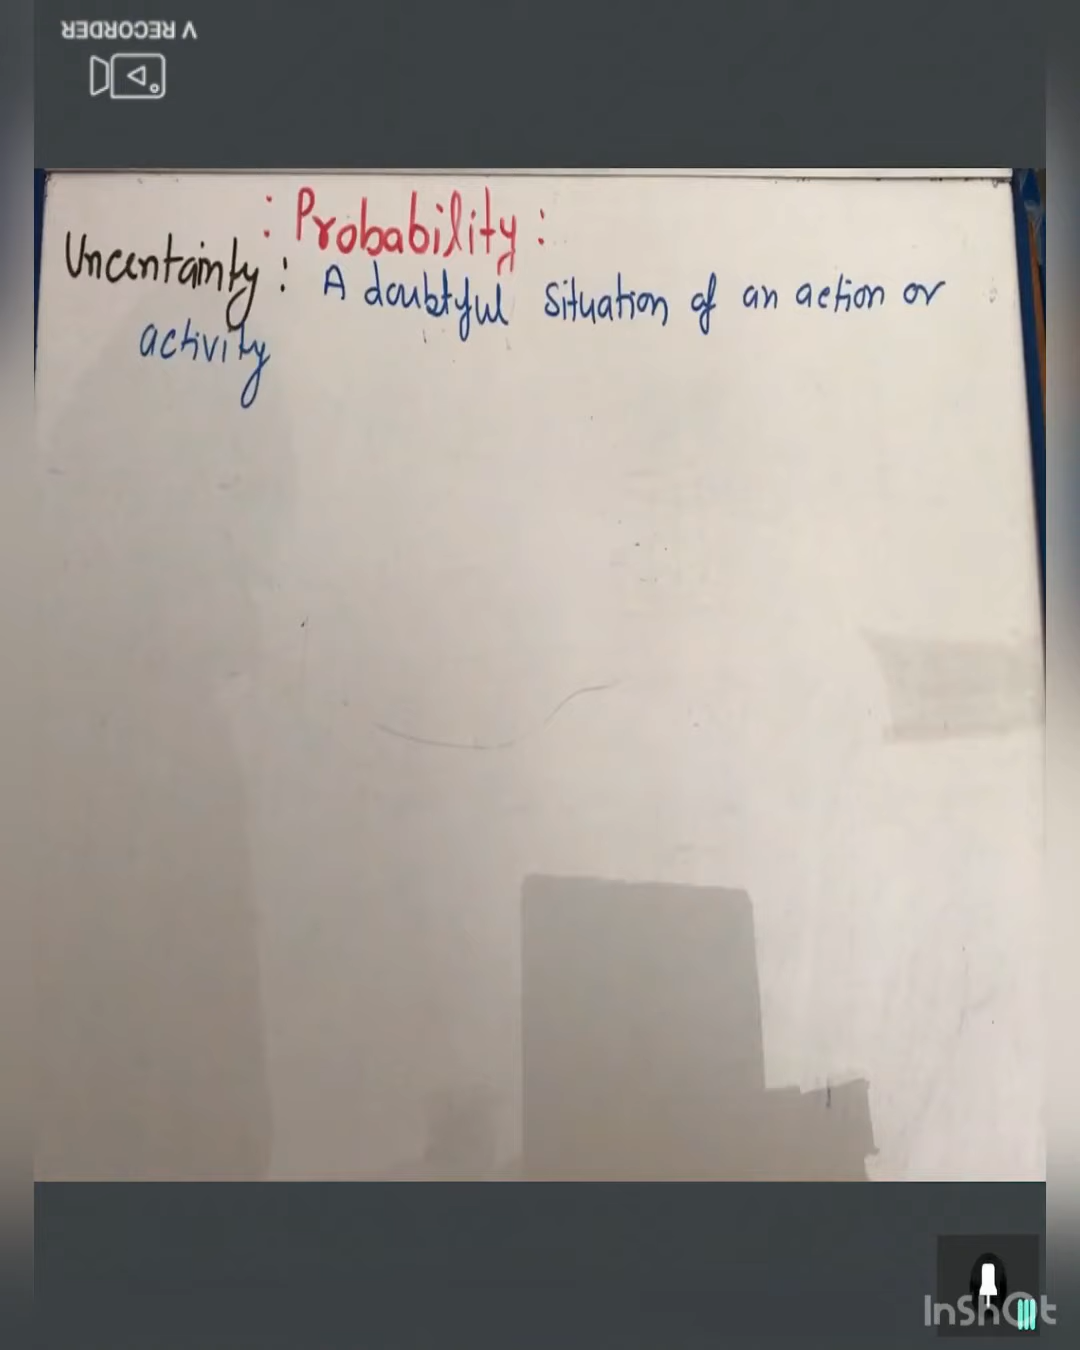 V RECORDER
: Probability :
Uncentainty : A doubtful situation of an action or
activity
InShOt